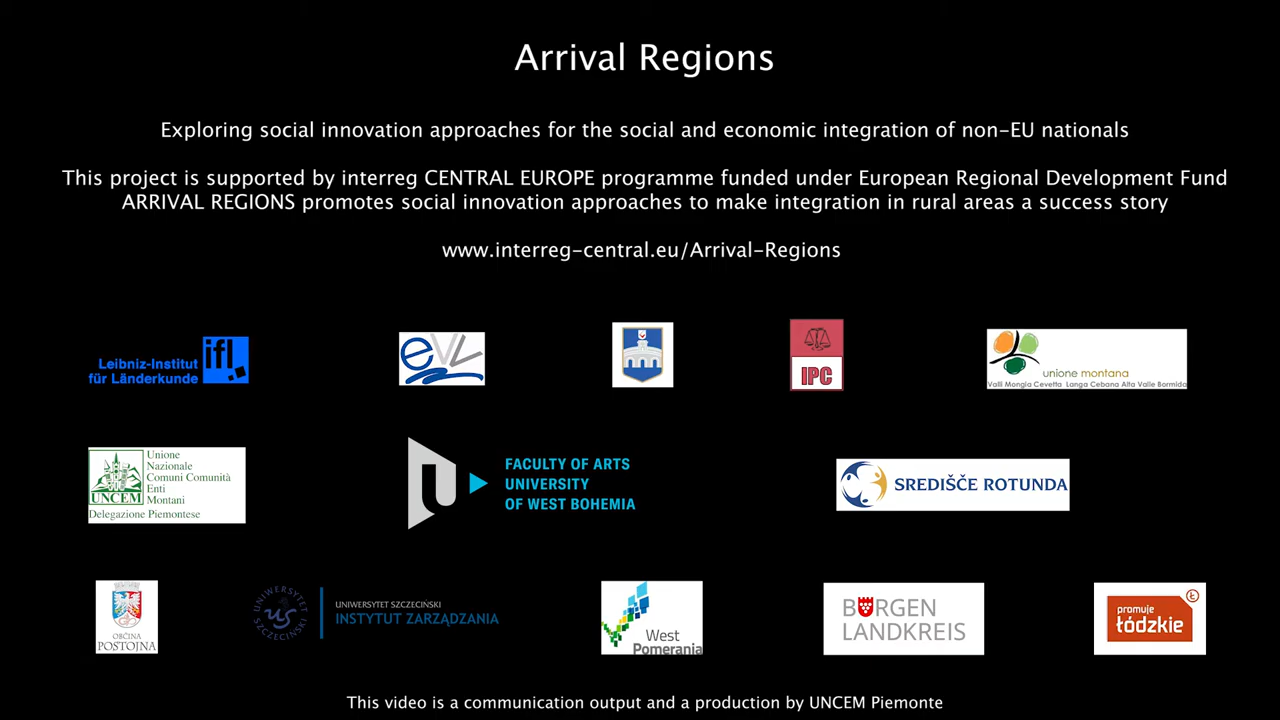 Arrival Regions
Exploring social innovation approaches for the social and economic integration of non-EU nationals
This project is supported by interreg CENTRAL EUROPE programme funded under European Regional Development Fund
ARRIVAL REGIONS promotes social innovation approaches to make integration in rural areas a success story
www.interreg-central.eu/Arrival-Regions
Leibniz-Institut
für Länderkunde
ifl
eVL
IPC
unione montana
Valli Mongia Cevetta Langa Cebana Alta Valle Bormida
UNCEM
Unione
Nazionale
Comuni Comunità
Enti
Montani
Delegazione Piemontese
FACULTY OF ARTS
UNIVERSITY
OF WEST BOHEMIA
SREDIŠČE ROTUNDA
OBČINA
POSTOJNA
UNIWERSYTET SZCZECIŃSKI
US
UNIWERSYTET SZCZECIŃSKI
INSTYTUT ZARZĄDZANIA
West
Pomerania
BURGEN
LANDKREIS
promuje
łódzkie
Ł
This video is a communication output and a production by UNCEM Piemonte